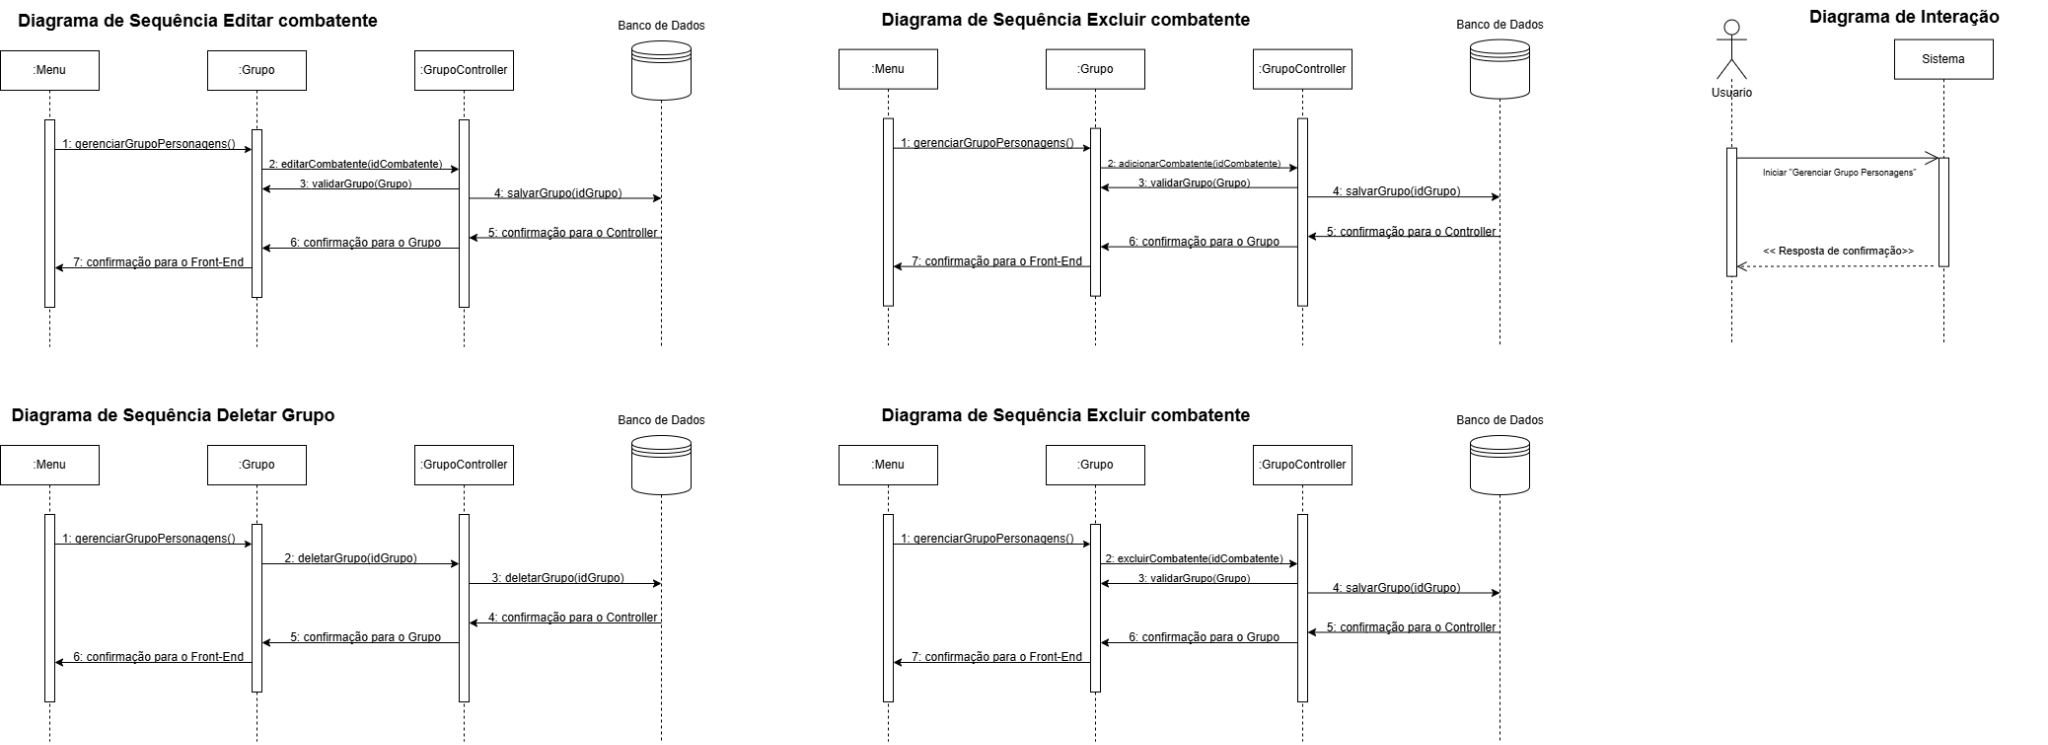 Diagrama de Sequência Editar combatente
Banco de Dados
:Menu
:Grupo
:GrupoController
1: gerenciarGrupoPersonagens()
2: editarCombatente(idCombatente)
3: validarGrupo(Grupo)
4: salvarGrupo(idGrupo)
5: confirmação para o Controller
6: confirmação para o Grupo
7: confirmação para o Front-End
Diagrama de Sequência Excluir combatente
Banco de Dados
:Menu
:Grupo
:GrupoController
1: gerenciarGrupoPersonagens()
2: adicionarCombatente(idCombatente)
3: validarGrupo(Grupo)
4: salvarGrupo(idGrupo)
5: confirmação para o Controller
6: confirmação para o Grupo
7: confirmação para o Front-End
Diagrama de Interação
Sistema
Usuario
Iniciar "Gerenciar Grupo Personagens"
<< Resposta de confirmação>>
Diagrama de Sequência Deletar Grupo
Banco de Dados
:Menu
:Grupo
:GrupoController
1: gerenciarGrupoPersonagens()
2: deletarGrupo(idGrupo)
3: deletarGrupo(idGrupo)
4: confirmação para o Controller
5: confirmação para o Grupo
6: confirmação para o Front-End
Diagrama de Sequência Excluir combatente
Banco de Dados
:Menu
:Grupo
:GrupoController
1: gerenciarGrupoPersonagens()
2: excluirCombatente(idCombatente)
3: validarGrupo(Grupo)
4: salvarGrupo(idGrupo)
5: confirmação para o Controller
6: confirmação para o Grupo
7: confirmação para o Front-End